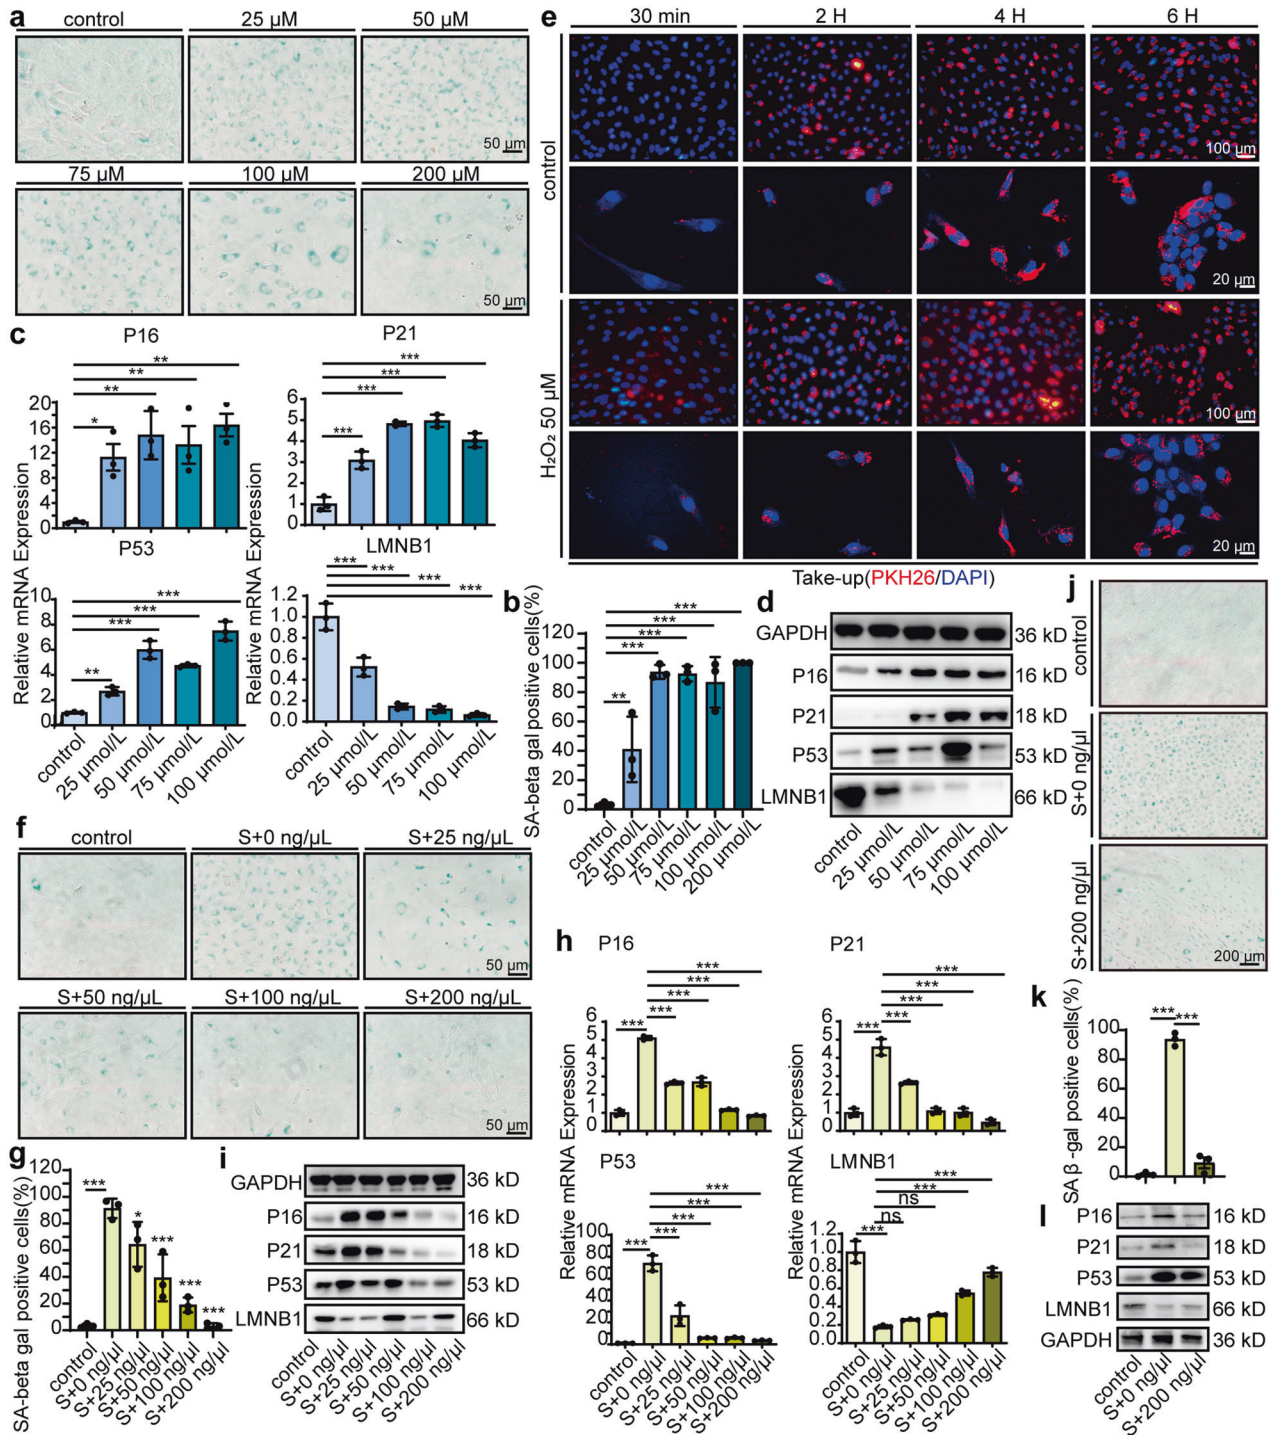 a
control
25 µM
50 µM
50 µm
75 µM
100 µM
200 µM
50 µm
c
P16
**
**
**
*
20
16
12
8
4
0
P21
***
***
***
***
6
5
4
3
2
1
0
Relative mRNA Expression
Relative mRNA Expression
P53
***
***
***
**
10
8
6
4
2
0
control
25 µmol/L
50 µmol/L
75 µmol/L
100 µmol/L
LMNB1
***
***
***
***
1.2
1.0
0.8
0.6
0.4
0.2
0.0
control
25 µmol/L
50 µmol/L
75 µmol/L
100 µmol/L
e
30 min
2 H
4 H
6 H
control
100 µm
20 µm
H₂O₂ 50 µM
100 µm
20 µm
Take-up(PKH26/DAPI)
b
SA-beta gal positive cells(%)
***
***
***
***
**
120
100
80
60
40
20
0
control
25 µmol/L
50 µmol/L
75 µmol/L
100 µmol/L
200 µmol/L
d
GAPDH 36 kD
P16 16 kD
P21 18 kD
P53 53 kD
LMNB1 66 kD
control
25 µmol/L
50 µmol/L
75 µmol/L
100 µmol/L
j
control
S+0 ng/µl
S+200 ng/µl
200 µm
f
control
S+0 ng/µL
S+25 ng/µL
50 µm
S+50 ng/µL
S+100 ng/µL
S+200 ng/µL
50 µm
g
SA-beta gal positive cells(%)
120
100
80
60
40
20
0
***
*
***
***
***
control
S+0 ng/µl
S+25 ng/µl
S+50 ng/µl
S+100 ng/µl
S+200 ng/µl
i
GAPDH 36 kD
P16 16 kD
P21 18 kD
P53 53 kD
LMNB1 66 kD
control
S+0 ng/µl
S+25 ng/µl
S+50 ng/µl
S+100 ng/µl
S+200 ng/µl
h
P16
***
***
***
***
***
6
5
4
3
2
1
0
P21
***
***
***
***
***
6
5
4
3
2
1
0
Relative mRNA Expression
Relative mRNA Expression
P53
***
***
***
***
***
100
80
60
40
20
0
control
S+0 ng/µl
S+25 ng/µl
S+50 ng/µl
S+100 ng/µl
S+200 ng/µl
LMNB1
***
***
ns
ns
***
1.2
1.0
0.8
0.6
0.4
0.2
0.0
control
S+0 ng/µl
S+25 ng/µl
S+50 ng/µl
S+100 ng/µl
S+200 ng/µl
k
SA β -gal positive cells(%)
***
***
100
80
60
40
20
0
l
P16 16 kD
P21 18 kD
P53 53 kD
LMNB1 66 kD
GAPDH 36 kD
control
S+0 ng/µl
S+200 ng/µl